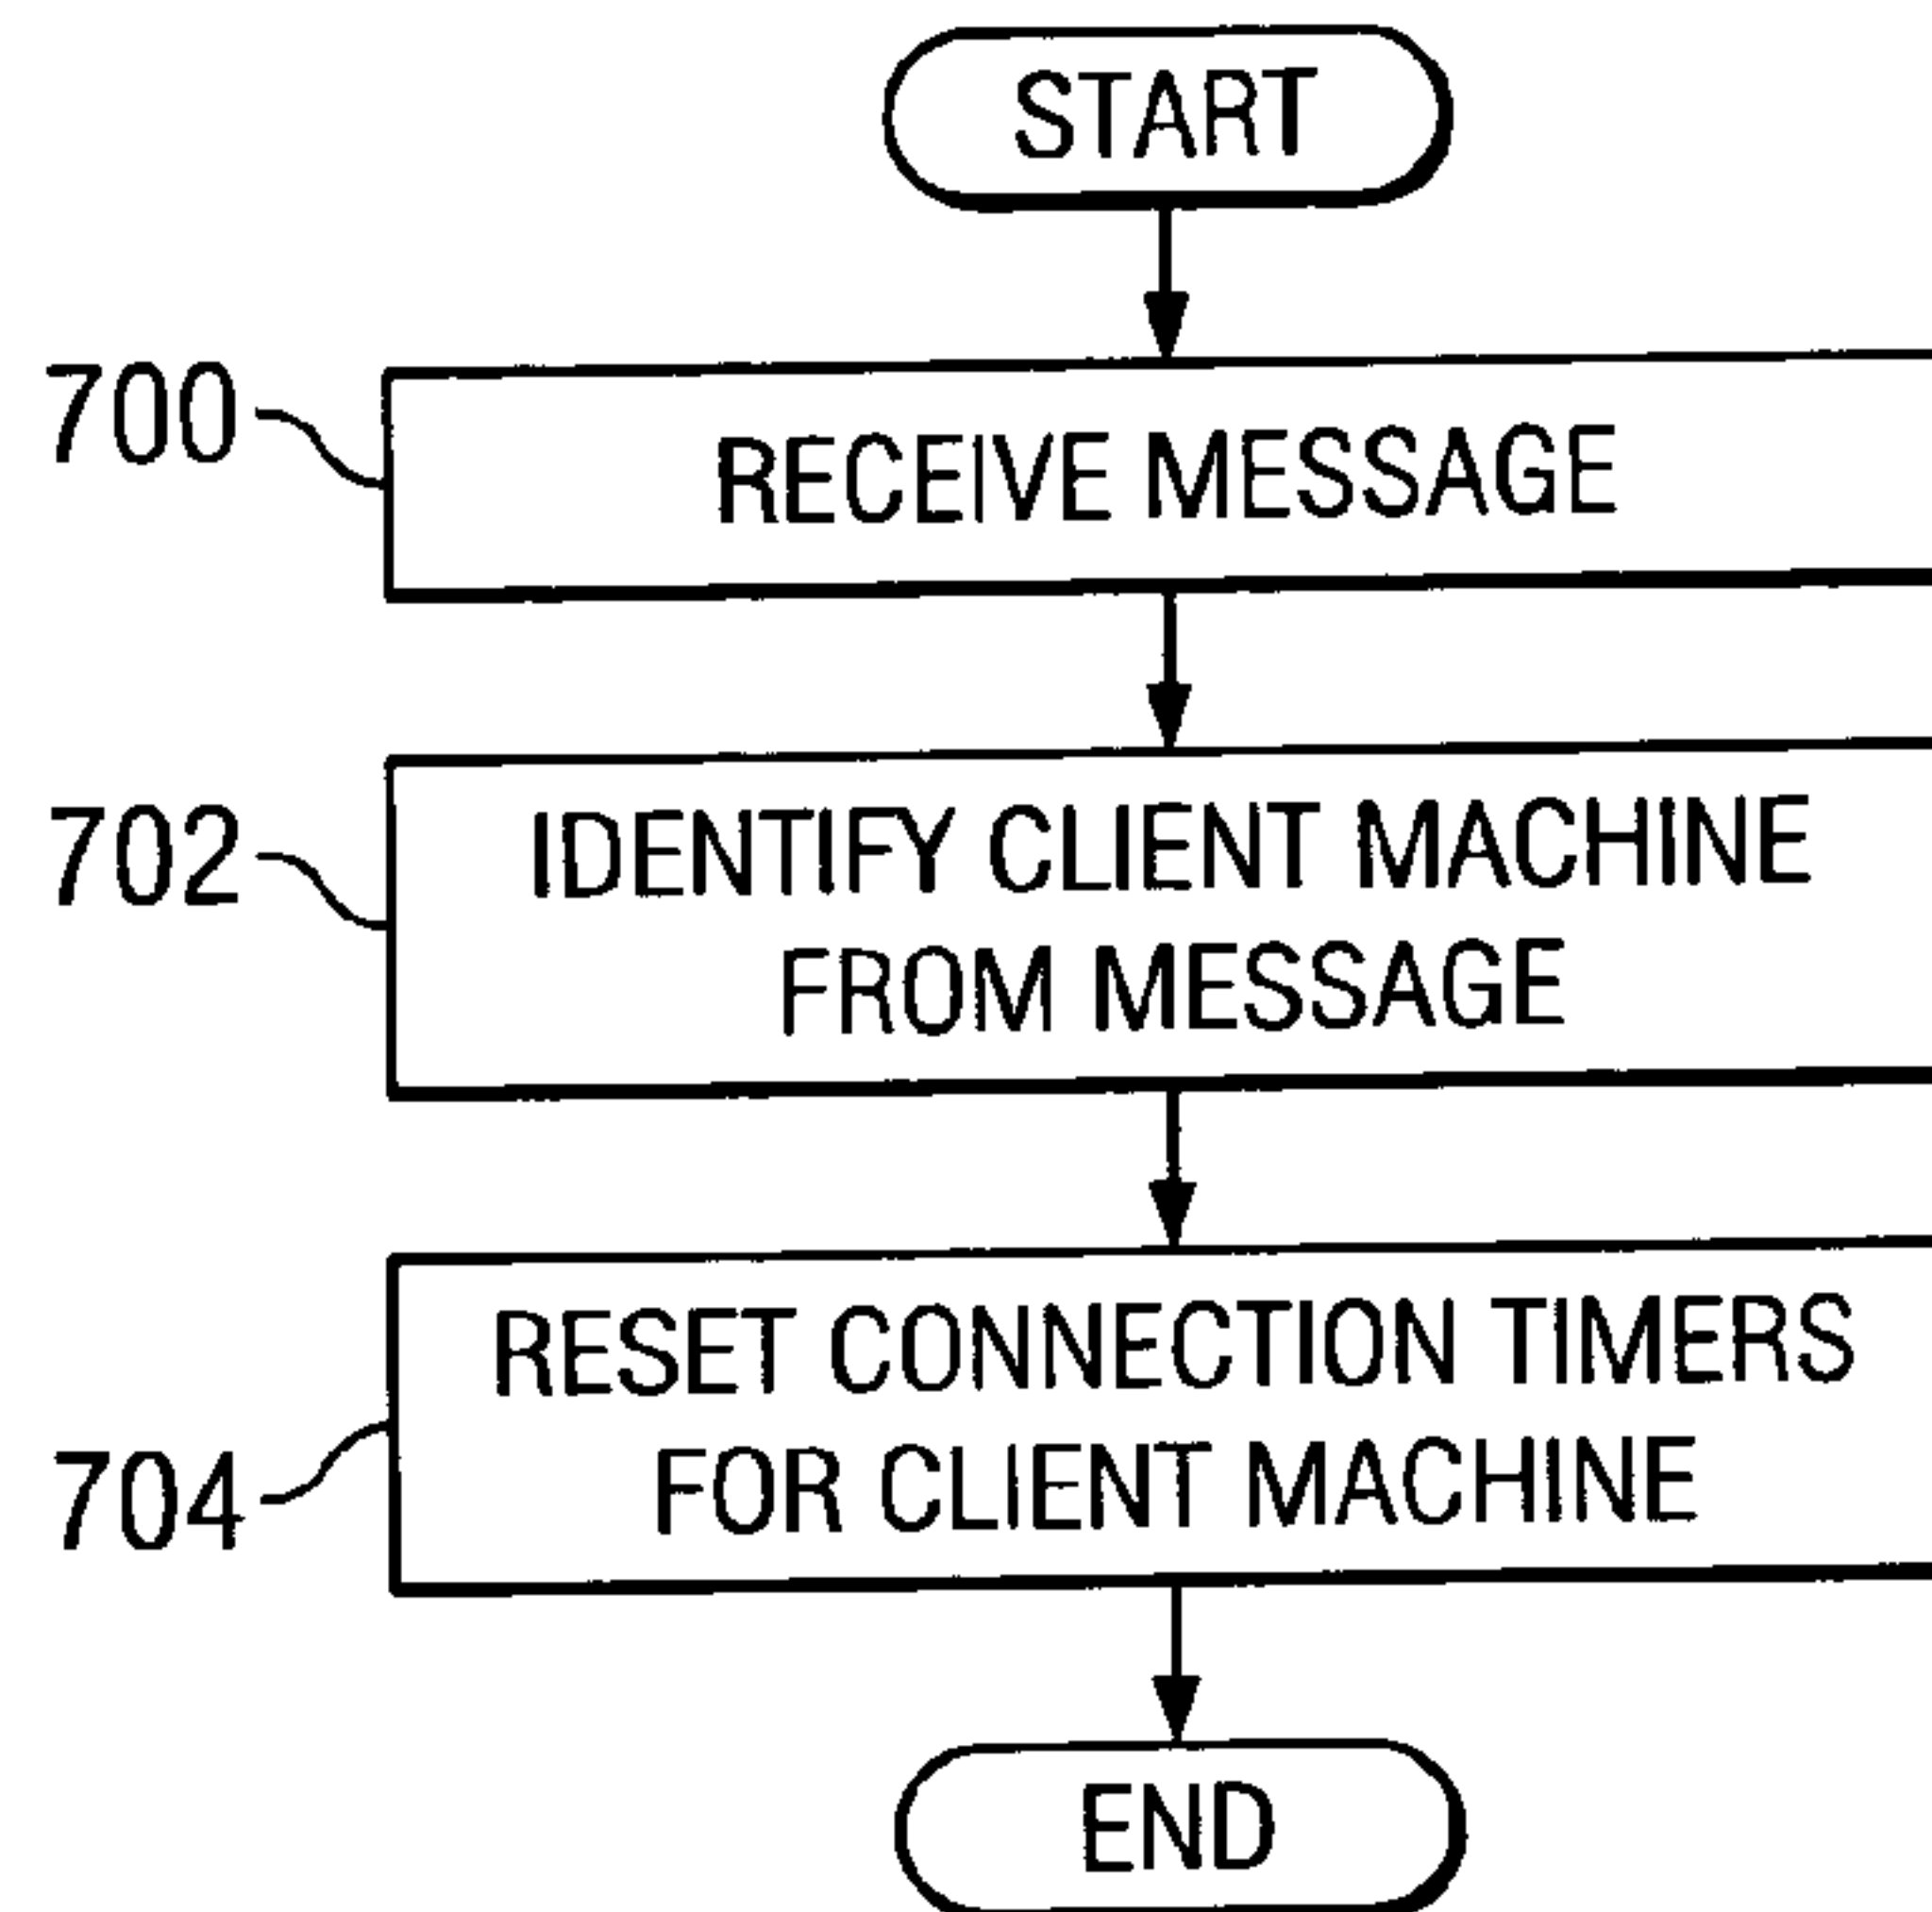 START
700
RECEIVE MESSAGE
702
IDENTIFY CLIENT MACHINE
FROM MESSAGE
RESET CONNECTION TIMERS
704
FOR CLIENT MACHINE
END